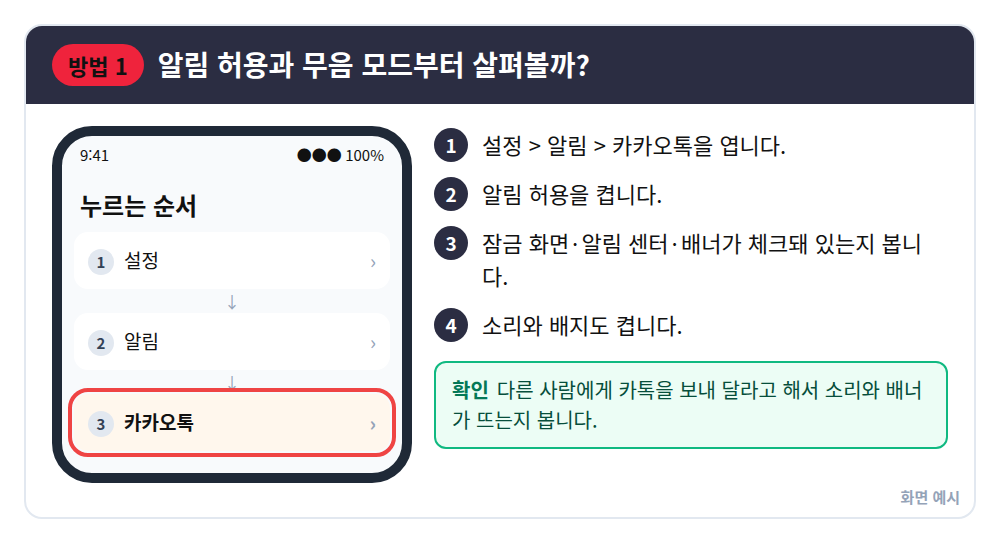 방법 1 알림 허용과 무음 모드부터 살펴볼까?
9:41 ●●● 100%
누르는 순서
1 설정 ›
↓
2 알림 ›
↓
3 카카오톡 ›
1 설정 > 알림 > 카카오톡을 엽니다.
2 알림 허용을 켭니다.
3 잠금 화면·알림 센터·배너가 체크돼 있는지 봅니
다.
4 소리와 배지도 켭니다.
확인 다른 사람에게 카톡을 보내 달라고 해서 소리와 배너
가 뜨는지 봅니다.
화면 예시